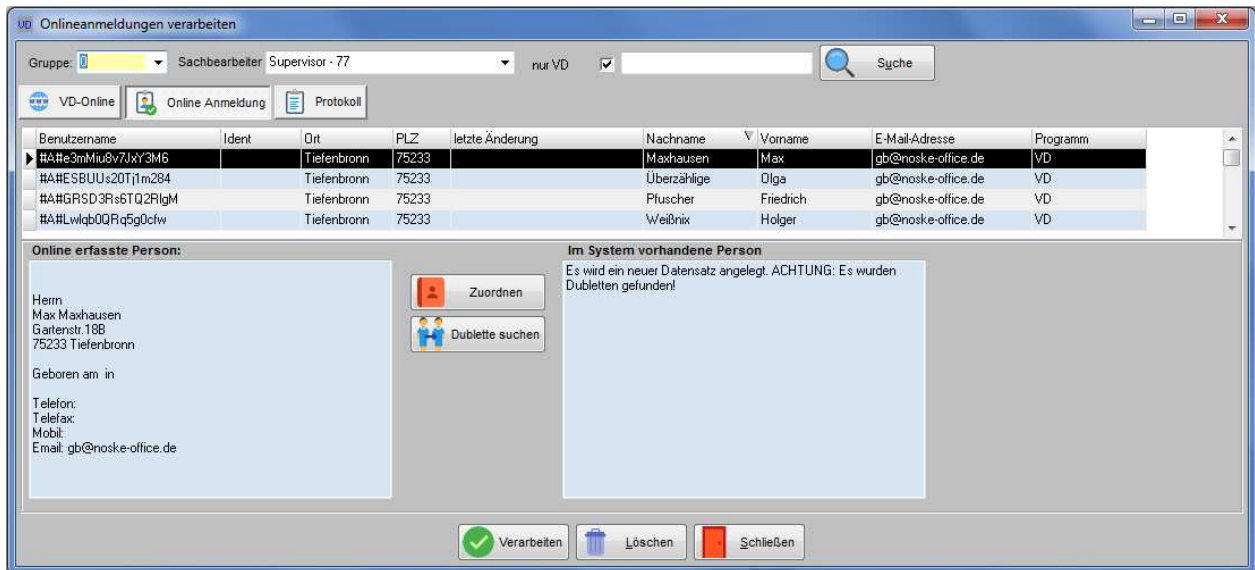 VD Onlineanmeldungen verarbeiten
Gruppe: 0 Sachbearbeiter Supervisor - 77 nur VD Suche
VD-Online Online Anmeldung Protokoll
Benutzername Ident Ort PLZ letzte Änderung Nachname Vorname E-Mail-Adresse Programm
#A#e3mMiu8v7JxY3M6 Tiefenbronn 75233 Maxhausen Max gb@noske-office.de VD
#A#ESBUUs20Tj1m284 Tiefenbronn 75233 Überzählige Olga gb@noske-office.de VD
#A#GRSD3Rs6TQ2RlgM Tiefenbronn 75233 Pfuscher Friedrich gb@noske-office.de VD
#A#Lwlqb0QRq5g0cfw Tiefenbronn 75233 Weißnix Holger gb@noske-office.de VD
Online erfasste Person:
Herrn
Max Maxhausen
Gartenstr.18B
75233 Tiefenbronn
Geboren am in
Telefon:
Telefax:
Mobil:
Email: gb@noske-office.de
Zuordnen
Dublette suchen
Im System vorhandene Person
Es wird ein neuer Datensatz angelegt. ACHTUNG: Es wurden
Dubletten gefunden!
Verarbeiten Löschen Schließen